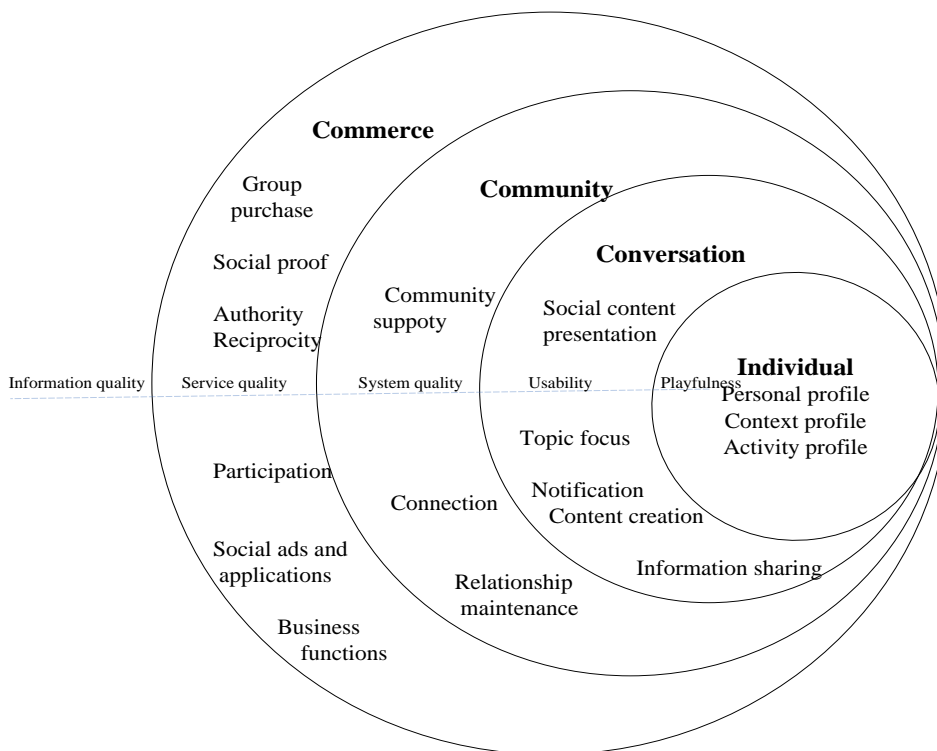 Commerce
Group
purchase
Social proof
Authority
Reciprocity
Community
Community
suppoty
Conversation
Social content
presentation
Individual
Personal profile
Context profile
Activity profile
Information quality
Service quality
System quality
Usability
Playfulness
Participation
Social ads and
applications
Business
functions
Connection
Relationship
maintenance
Topic focus
Notification
Content creation
Information sharing